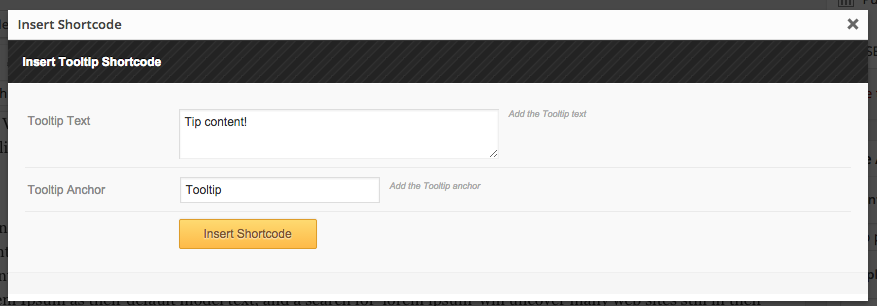 Insert Shortcode
Insert Tooltip Shortcode
Tooltip Text
Tip content!
Add the Tooltip text
Tooltip Anchor
Tooltip
Add the Tooltip anchor
Insert Shortcode